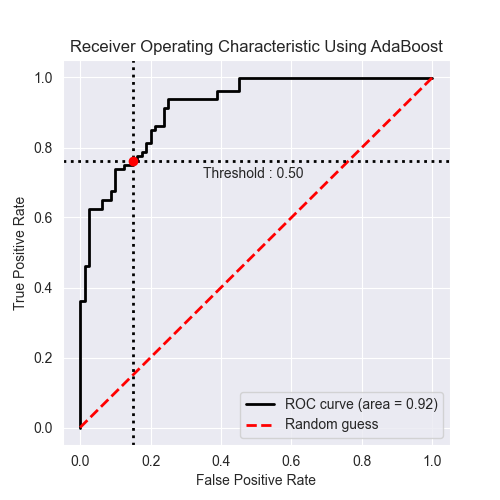 Receiver Operating Characteristic Using AdaBoost
1.0
0.8
0.6
0.4
0.2
0.0
True Positive Rate
Threshold : 0.50
ROC curve (area = 0.92)
Random guess
0.0 0.2 0.4 0.6 0.8 1.0
False Positive Rate